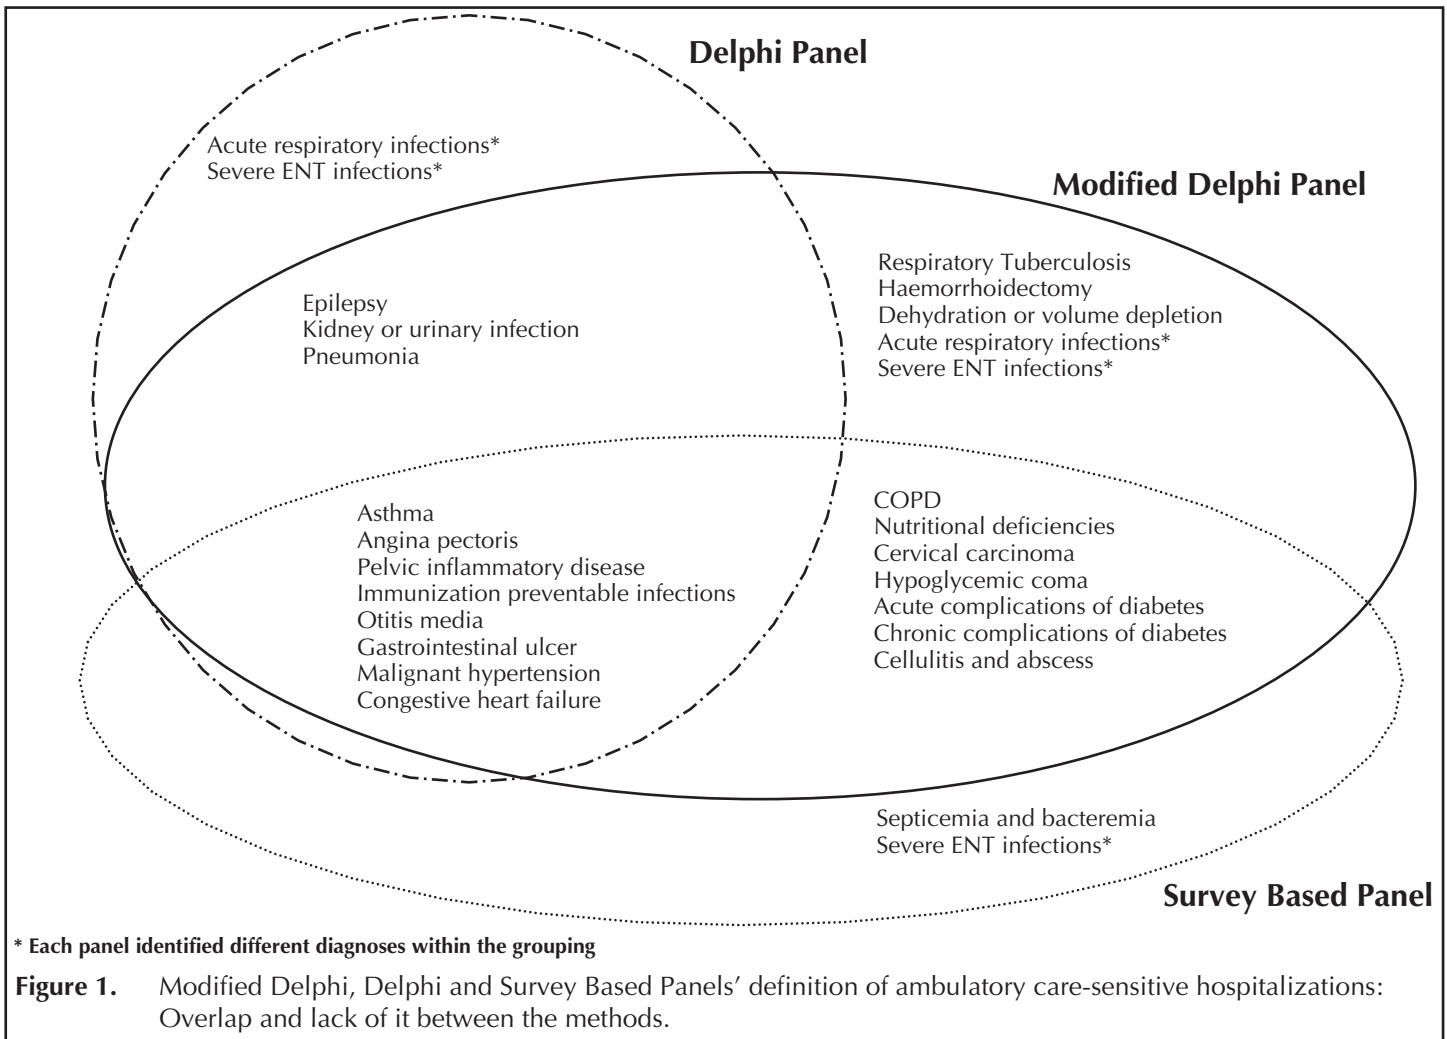 Delphi Panel
Acute respiratory infections*
Severe ENT infections*
Modified Delphi Panel
Respiratory Tuberculosis
Haemorrhoidectomy
Dehydration or volume depletion
Acute respiratory infections*
Severe ENT infections*
Epilepsy
Kidney or urinary infection
Pneumonia
Asthma
Angina pectoris
Pelvic inflammatory disease
Immunization preventable infections
Otitis media
Gastrointestinal ulcer
Malignant hypertension
Congestive heart failure
COPD
Nutritional deficiencies
Cervical carcinoma
Hypoglycemic coma
Acute complications of diabetes
Chronic complications of diabetes
Cellulitis and abscess
Septicemia and bacteremia
Severe ENT infections*
Survey Based Panel
* Each panel identified different diagnoses within the grouping
Figure 1. Modified Delphi, Delphi and Survey Based Panels' definition of ambulatory care-sensitive hospitalizations:
Overlap and lack of it between the methods.